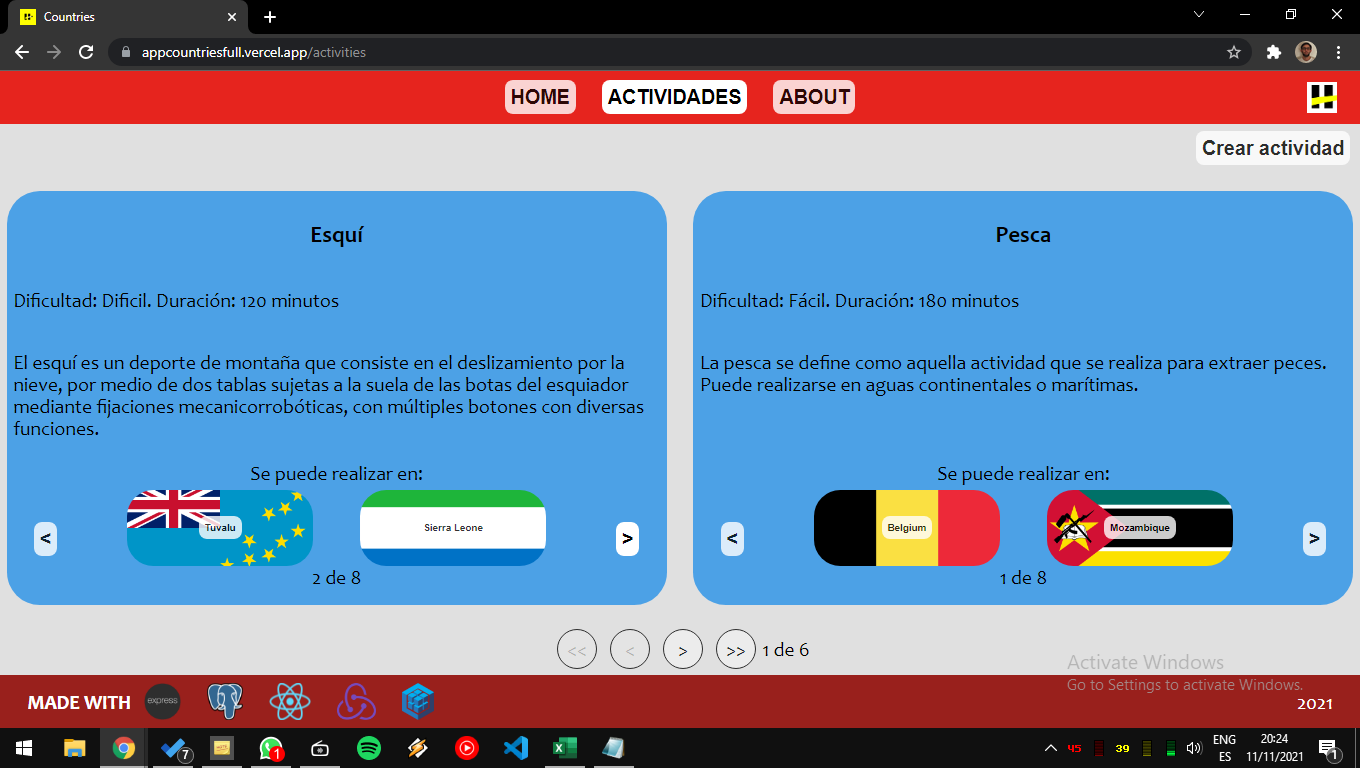 Countries
appcountriesfull.vercel.app/activities
HOME ACTIVIDADES ABOUT
Crear actividad
Esquí
Dificultad: Dificil. Duración: 120 minutos
El esquí es un deporte de montaña que consiste en el deslizamiento por la
nieve, por medio de dos tablas sujetas a la suela de las botas del esquiador
mediante fijaciones mecanicorrobóticas, con múltiples botones con diversas
funciones.
Se puede realizar en:
< Tuvalu Sierra Leone >
2 de 8
Pesca
Dificultad: Fácil. Duración: 180 minutos
La pesca se define como aquella actividad que se realiza para extraer peces.
Puede realizarse en aguas continentales o marítimas.
Se puede realizar en:
< Belgium Mozambique >
1 de 8
<< < > >> 1 de 6
Activate Windows
Go to Settings to activate Windows.
MADE WITH express 2021
7 1 45 39 ENG 20:24
ES 11/11/2021 1